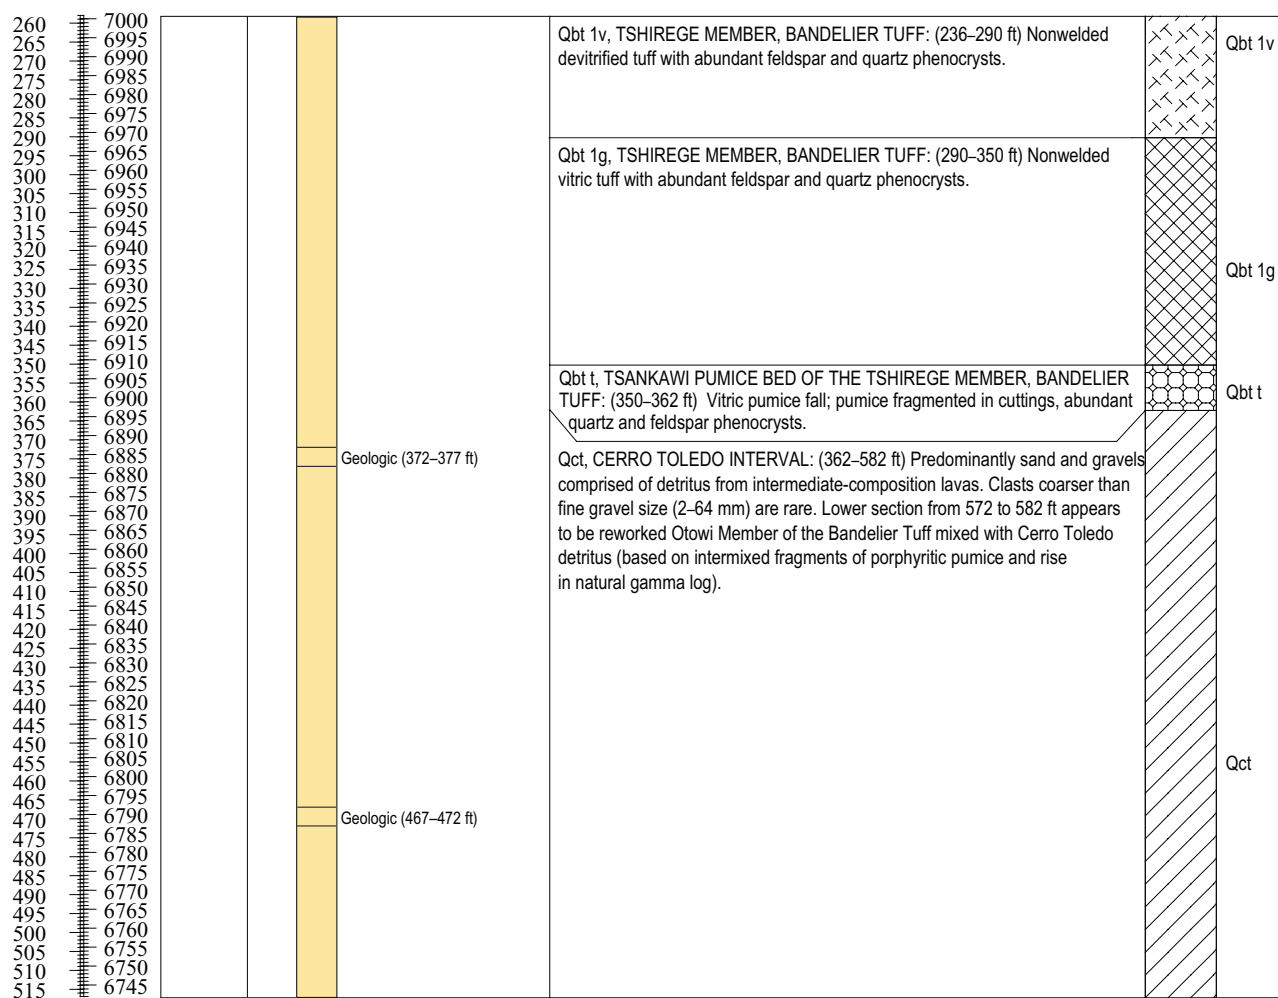 260 7000
265 6995
270 6990
275 6985
280 6980
285 6975
290 6970
295 6965
300 6960
305 6955
310 6950
315 6945
320 6940
325 6935
330 6930
335 6925
340 6920
345 6915
350 6910
355 6905
360 6900
365 6895
370 6890
375 6885
380 6880
385 6875
390 6870
395 6865
400 6860
405 6855
410 6850
415 6845
420 6840
425 6835
430 6830
435 6825
440 6820
445 6815
450 6810
455 6805
460 6800
465 6795
470 6790
475 6785
480 6780
485 6775
490 6770
495 6765
500 6760
505 6755
510 6750
515 6745
Geologic (372–377 ft)
Geologic (467–472 ft)
Qbt 1v, TSHIREGE MEMBER, BANDELIER TUFF: (236–290 ft) Nonwelded
devitrified tuff with abundant feldspar and quartz phenocrysts.
Qbt 1g, TSHIREGE MEMBER, BANDELIER TUFF: (290–350 ft) Nonwelded
vitric tuff with abundant feldspar and quartz phenocrysts.
Qbt t, TSANKAWI PUMICE BED OF THE TSHIREGE MEMBER, BANDELIER
TUFF: (350–362 ft) Vitric pumice fall; pumice fragmented in cuttings, abundant
quartz and feldspar phenocrysts.
Qct, CERRO TOLEDO INTERVAL: (362–582 ft) Predominantly sand and gravels
comprised of detritus from intermediate-composition lavas. Clasts coarser than
fine gravel size (2–64 mm) are rare. Lower section from 572 to 582 ft appears
to be reworked Otowi Member of the Bandelier Tuff mixed with Cerro Toledo
detritus (based on intermixed fragments of porphyritic pumice and rise
in natural gamma log).
Qbt 1v
Qbt 1g
Qbt t
Qct